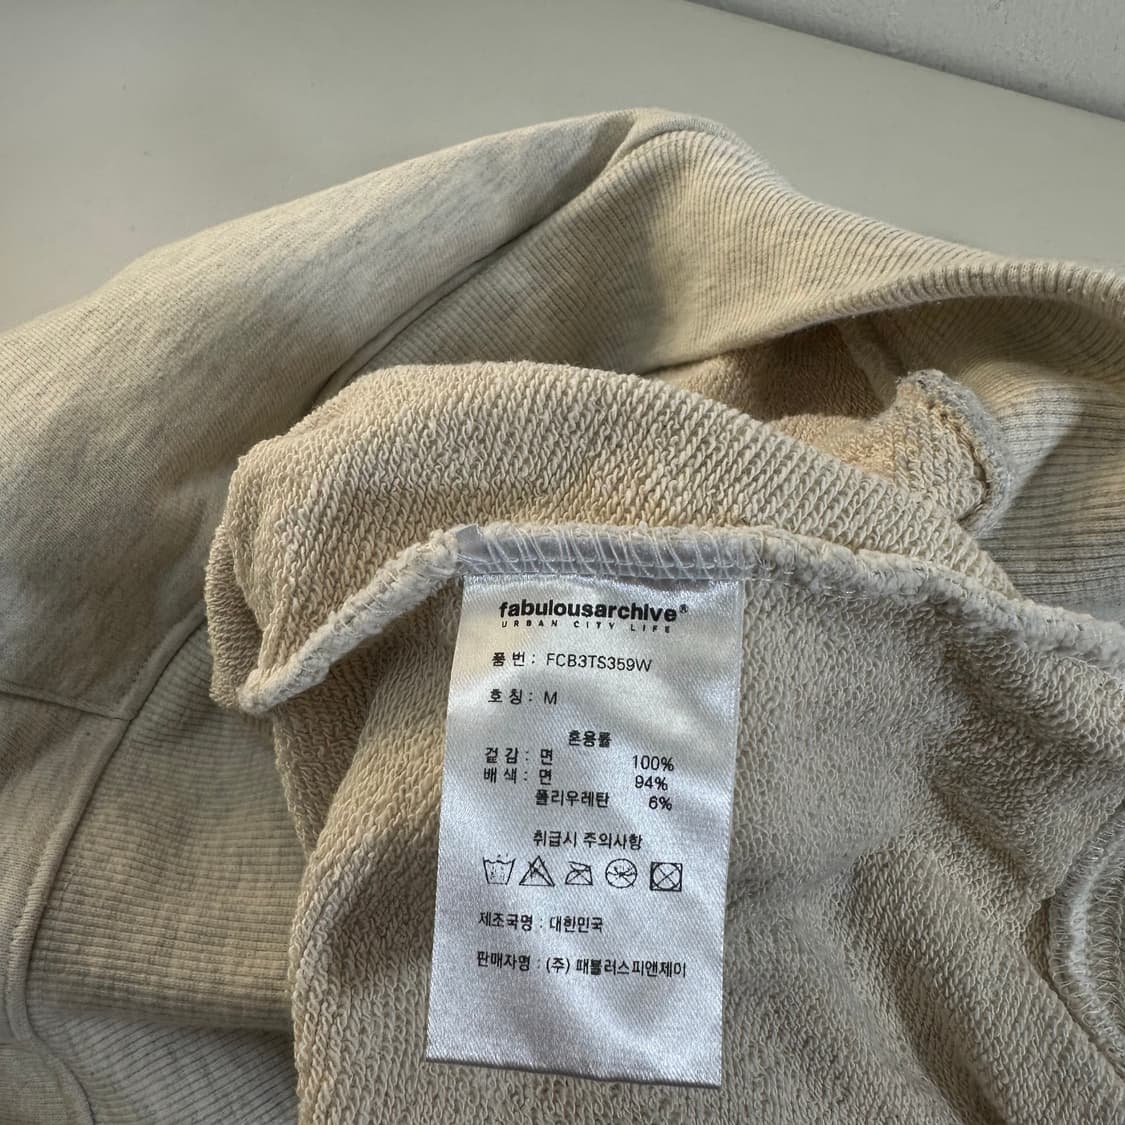 fabulousarchive®
URBAN CITY LIFE
품 번 : FCB3TS359W
호 칭 : M
혼용률
겉 감 : 면 100%
배 색 : 면 94%
폴리우레탄 6%
취급시 주의사항
제조국명 : 대한민국
판매자명 : (주) 패블러스피앤제이